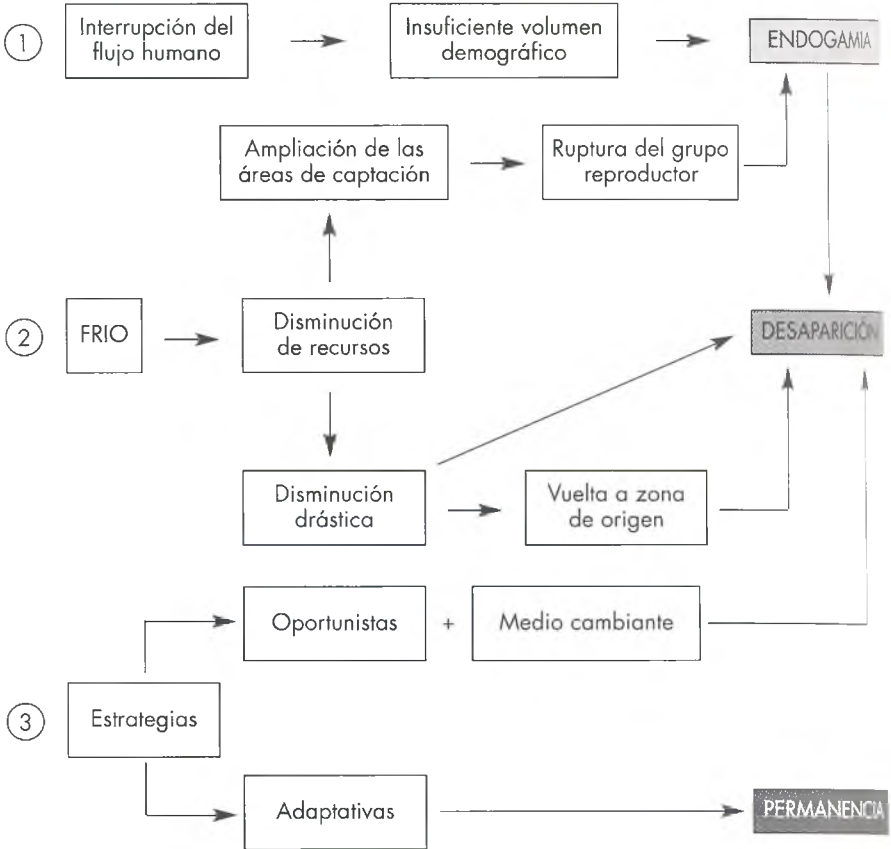 1
Interrupción del
flujo humano
Insuficiente volumen
demográfico
ENDOGAMIA
Ampliación de las
áreas de captación
Ruptura del grupo
reproductor
2
FRIO
Disminución
de recursos
DESAPARICIÓN
Disminución
drástica
Vuelta a zona
de origen
Oportunistas
+
Medio cambiante
3
Estrategias
Adaptativas
PERMANENCIA